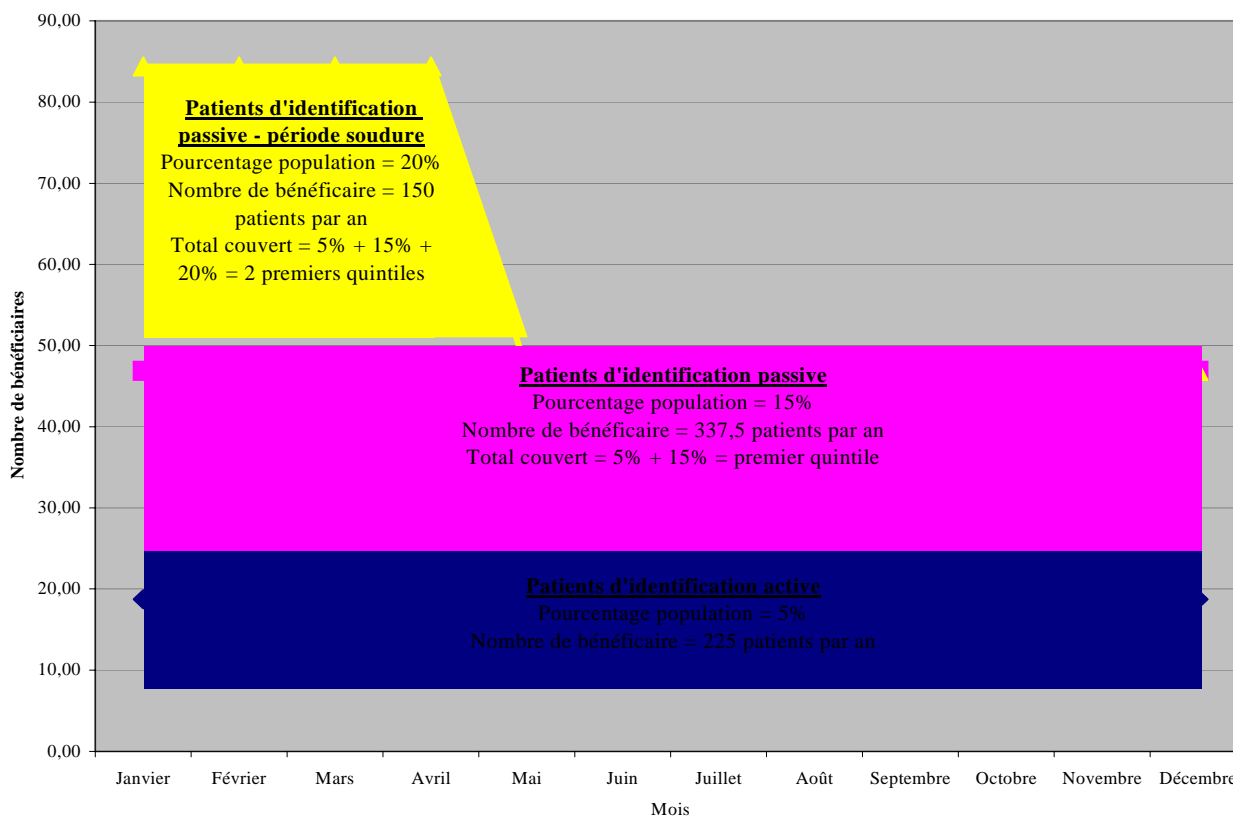 90,00
80,00
70,00
60,00
50,00
40,00
30,00
20,00
10,00
0,00
Nombre de bénéficiaires
Patients d'identification
passive - période soudure
Pourcentage population = 20%
Nombre de bénéficaire = 150
patients par an
Total couvert = 5% + 15% +
20% = 2 premiers quintiles
Patients d'identification passive
Pourcentage population = 15%
Nombre de bénéficaire = 337,5 patients par an
Total couvert = 5% + 15% = premier quintile
Patients d'identification active
Pourcentage population = 5%
Nombre de bénéficaire = 225 patients par an
Janvier Février Mars Avril Mai Juin Juillet Août Septembre Octobre Novembre Décembre
Mois